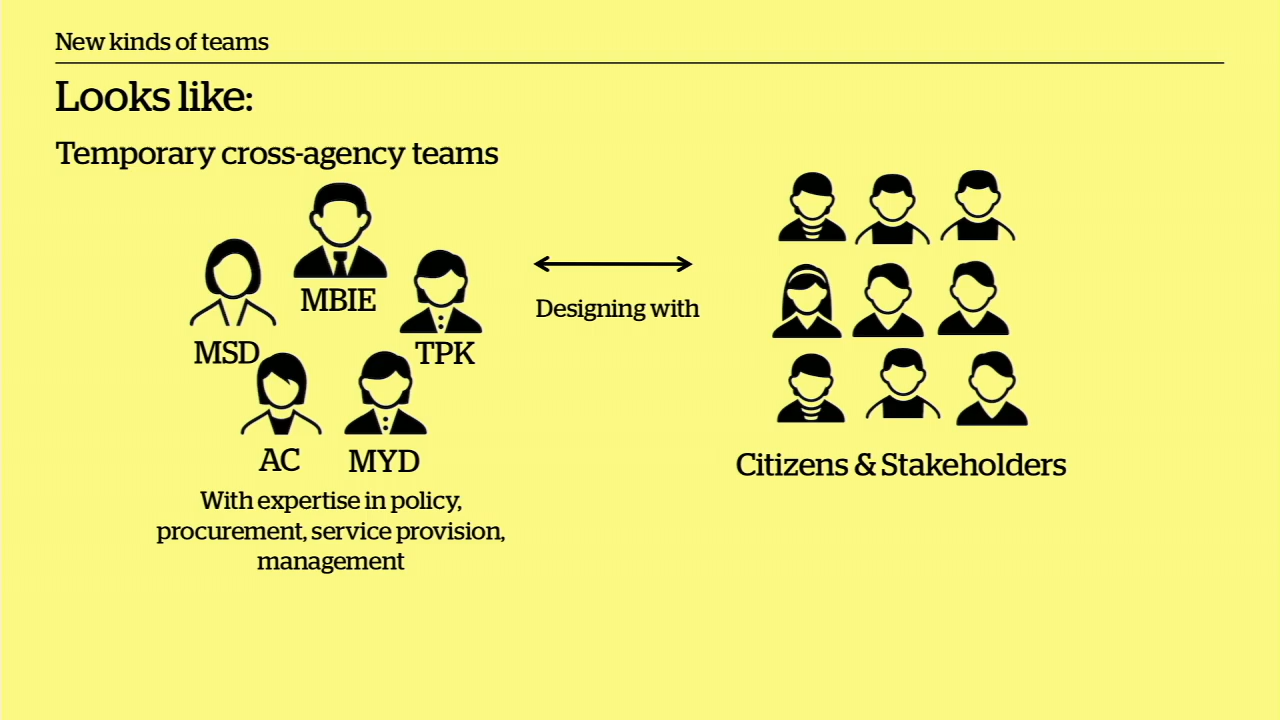 New kinds of teams
Looks like:
Temporary cross-agency teams
MBIE
MSD
TPK
AC
MYD
With expertise in policy,
procurement, service provision,
management
Designing with
Citizens & Stakeholders